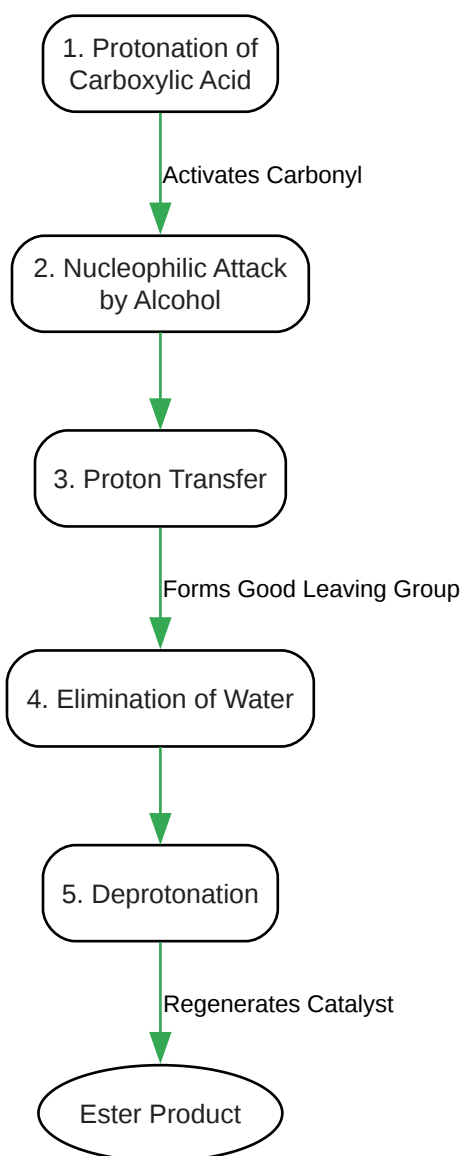 1. Protonation of
Carboxylic Acid
Activates Carbonyl
2. Nucleophilic Attack
by Alcohol
3. Proton Transfer
Forms Good Leaving Group
4. Elimination of Water
5. Deprotonation
Regenerates Catalyst
Ester Product